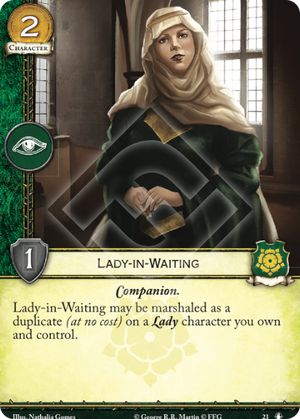 2
CHARACTER
1
LADY-IN-WAITING
Companion.
Lady-in-Waiting may be marshaled as a
duplicate (at no cost) on a Lady character you own
and control.
Illus. Nathalia Gomes © George R.R. Martin © FFG 21